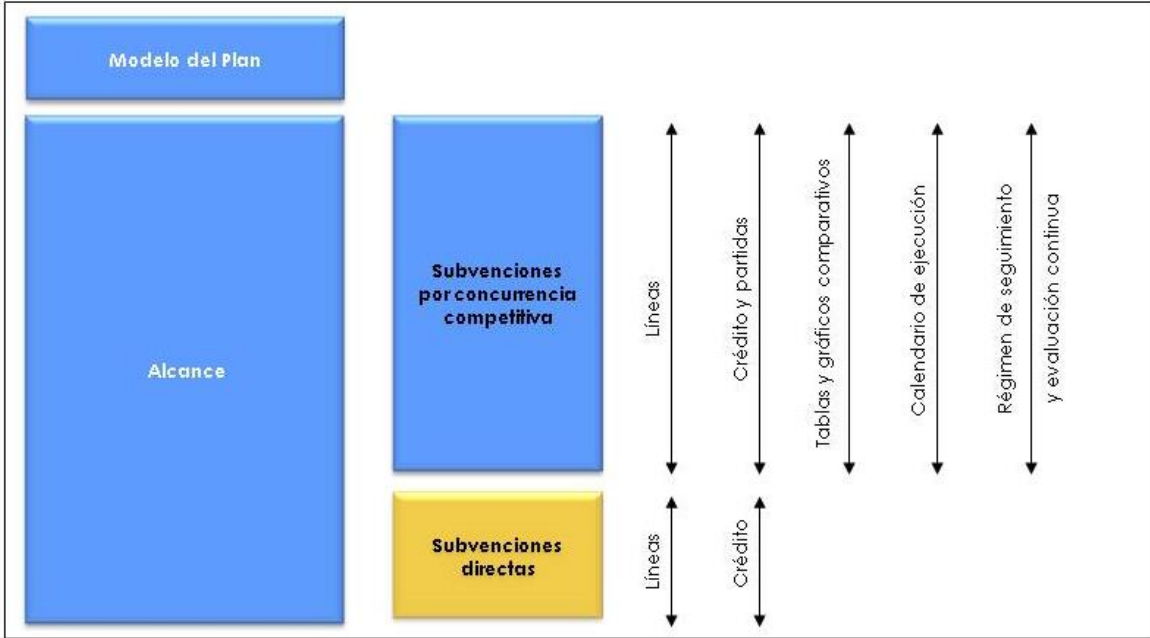 Modelo del Plan
Alcance
Subvenciones
por concurrencia
competitiva
Líneas
Crédito y partidas
Tablas y gráficos comparativos
Calendario de ejecución
Régimen de seguimiento
y evaluación continua
Subvenciones
directas
Líneas
Crédito